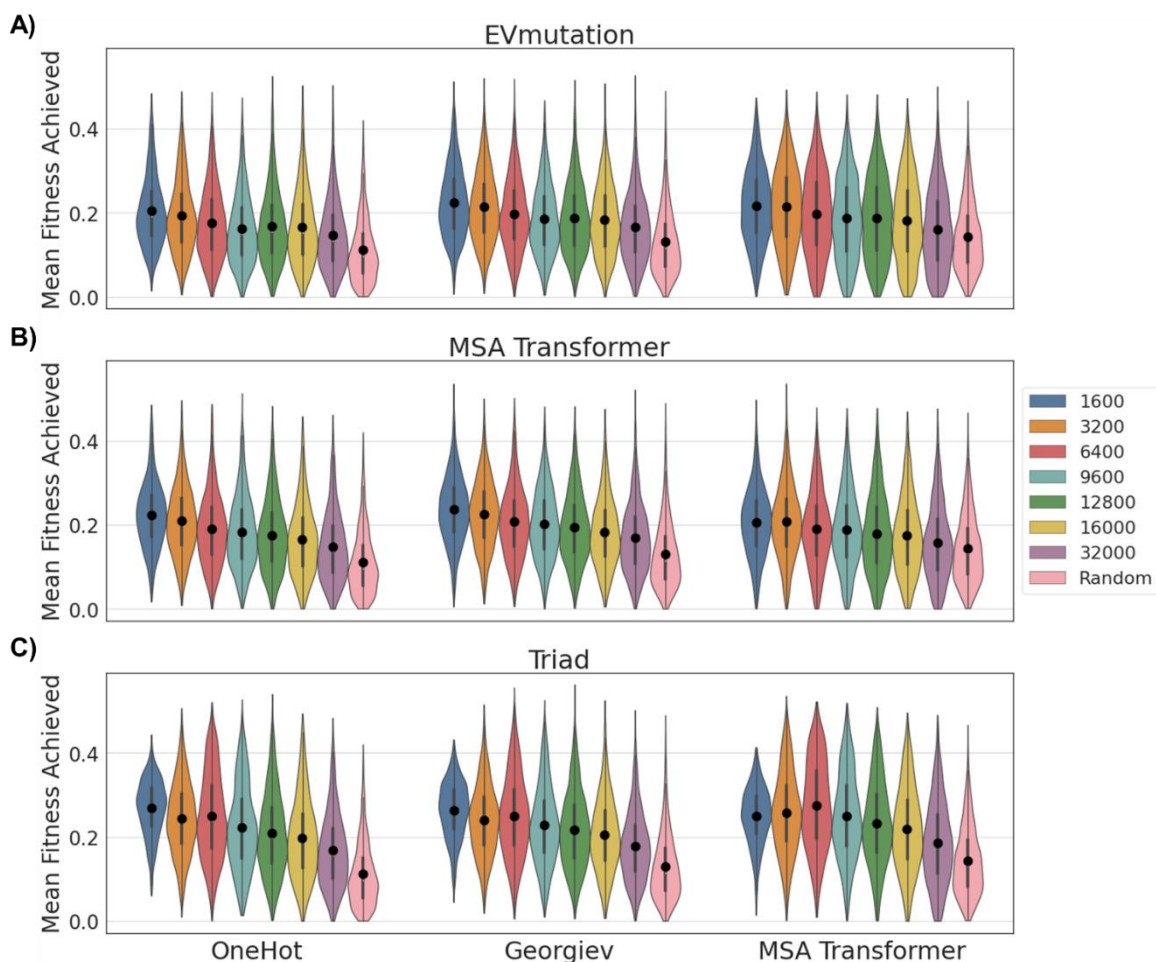 A)
EVmutation
Mean Fitness Achieved
0.4
0.2
0.0
B)
MSA Transformer
Mean Fitness Achieved
0.4
0.2
0.0
1600
3200
6400
9600
12800
16000
32000
Random
C)
Triad
Mean Fitness Achieved
0.4
0.2
0.0
OneHot
Georgiev
MSA Transformer